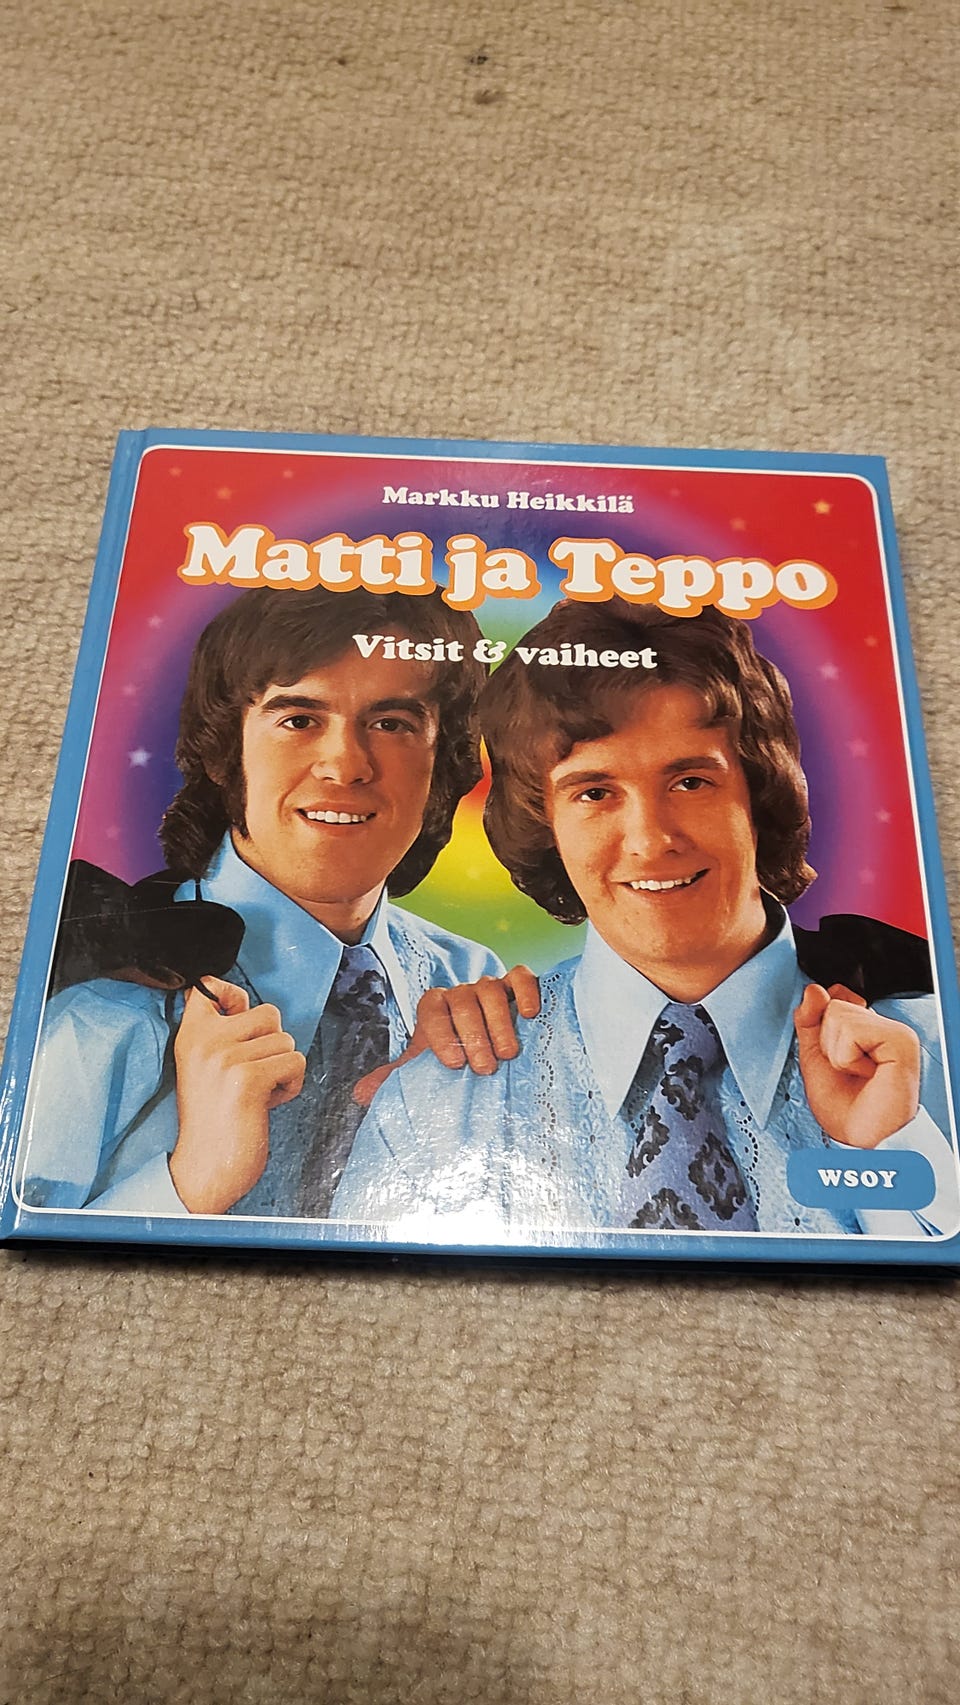 Markku Heikkilä
Matti ja Teppo
Vitsit & vaiheet
WSOY